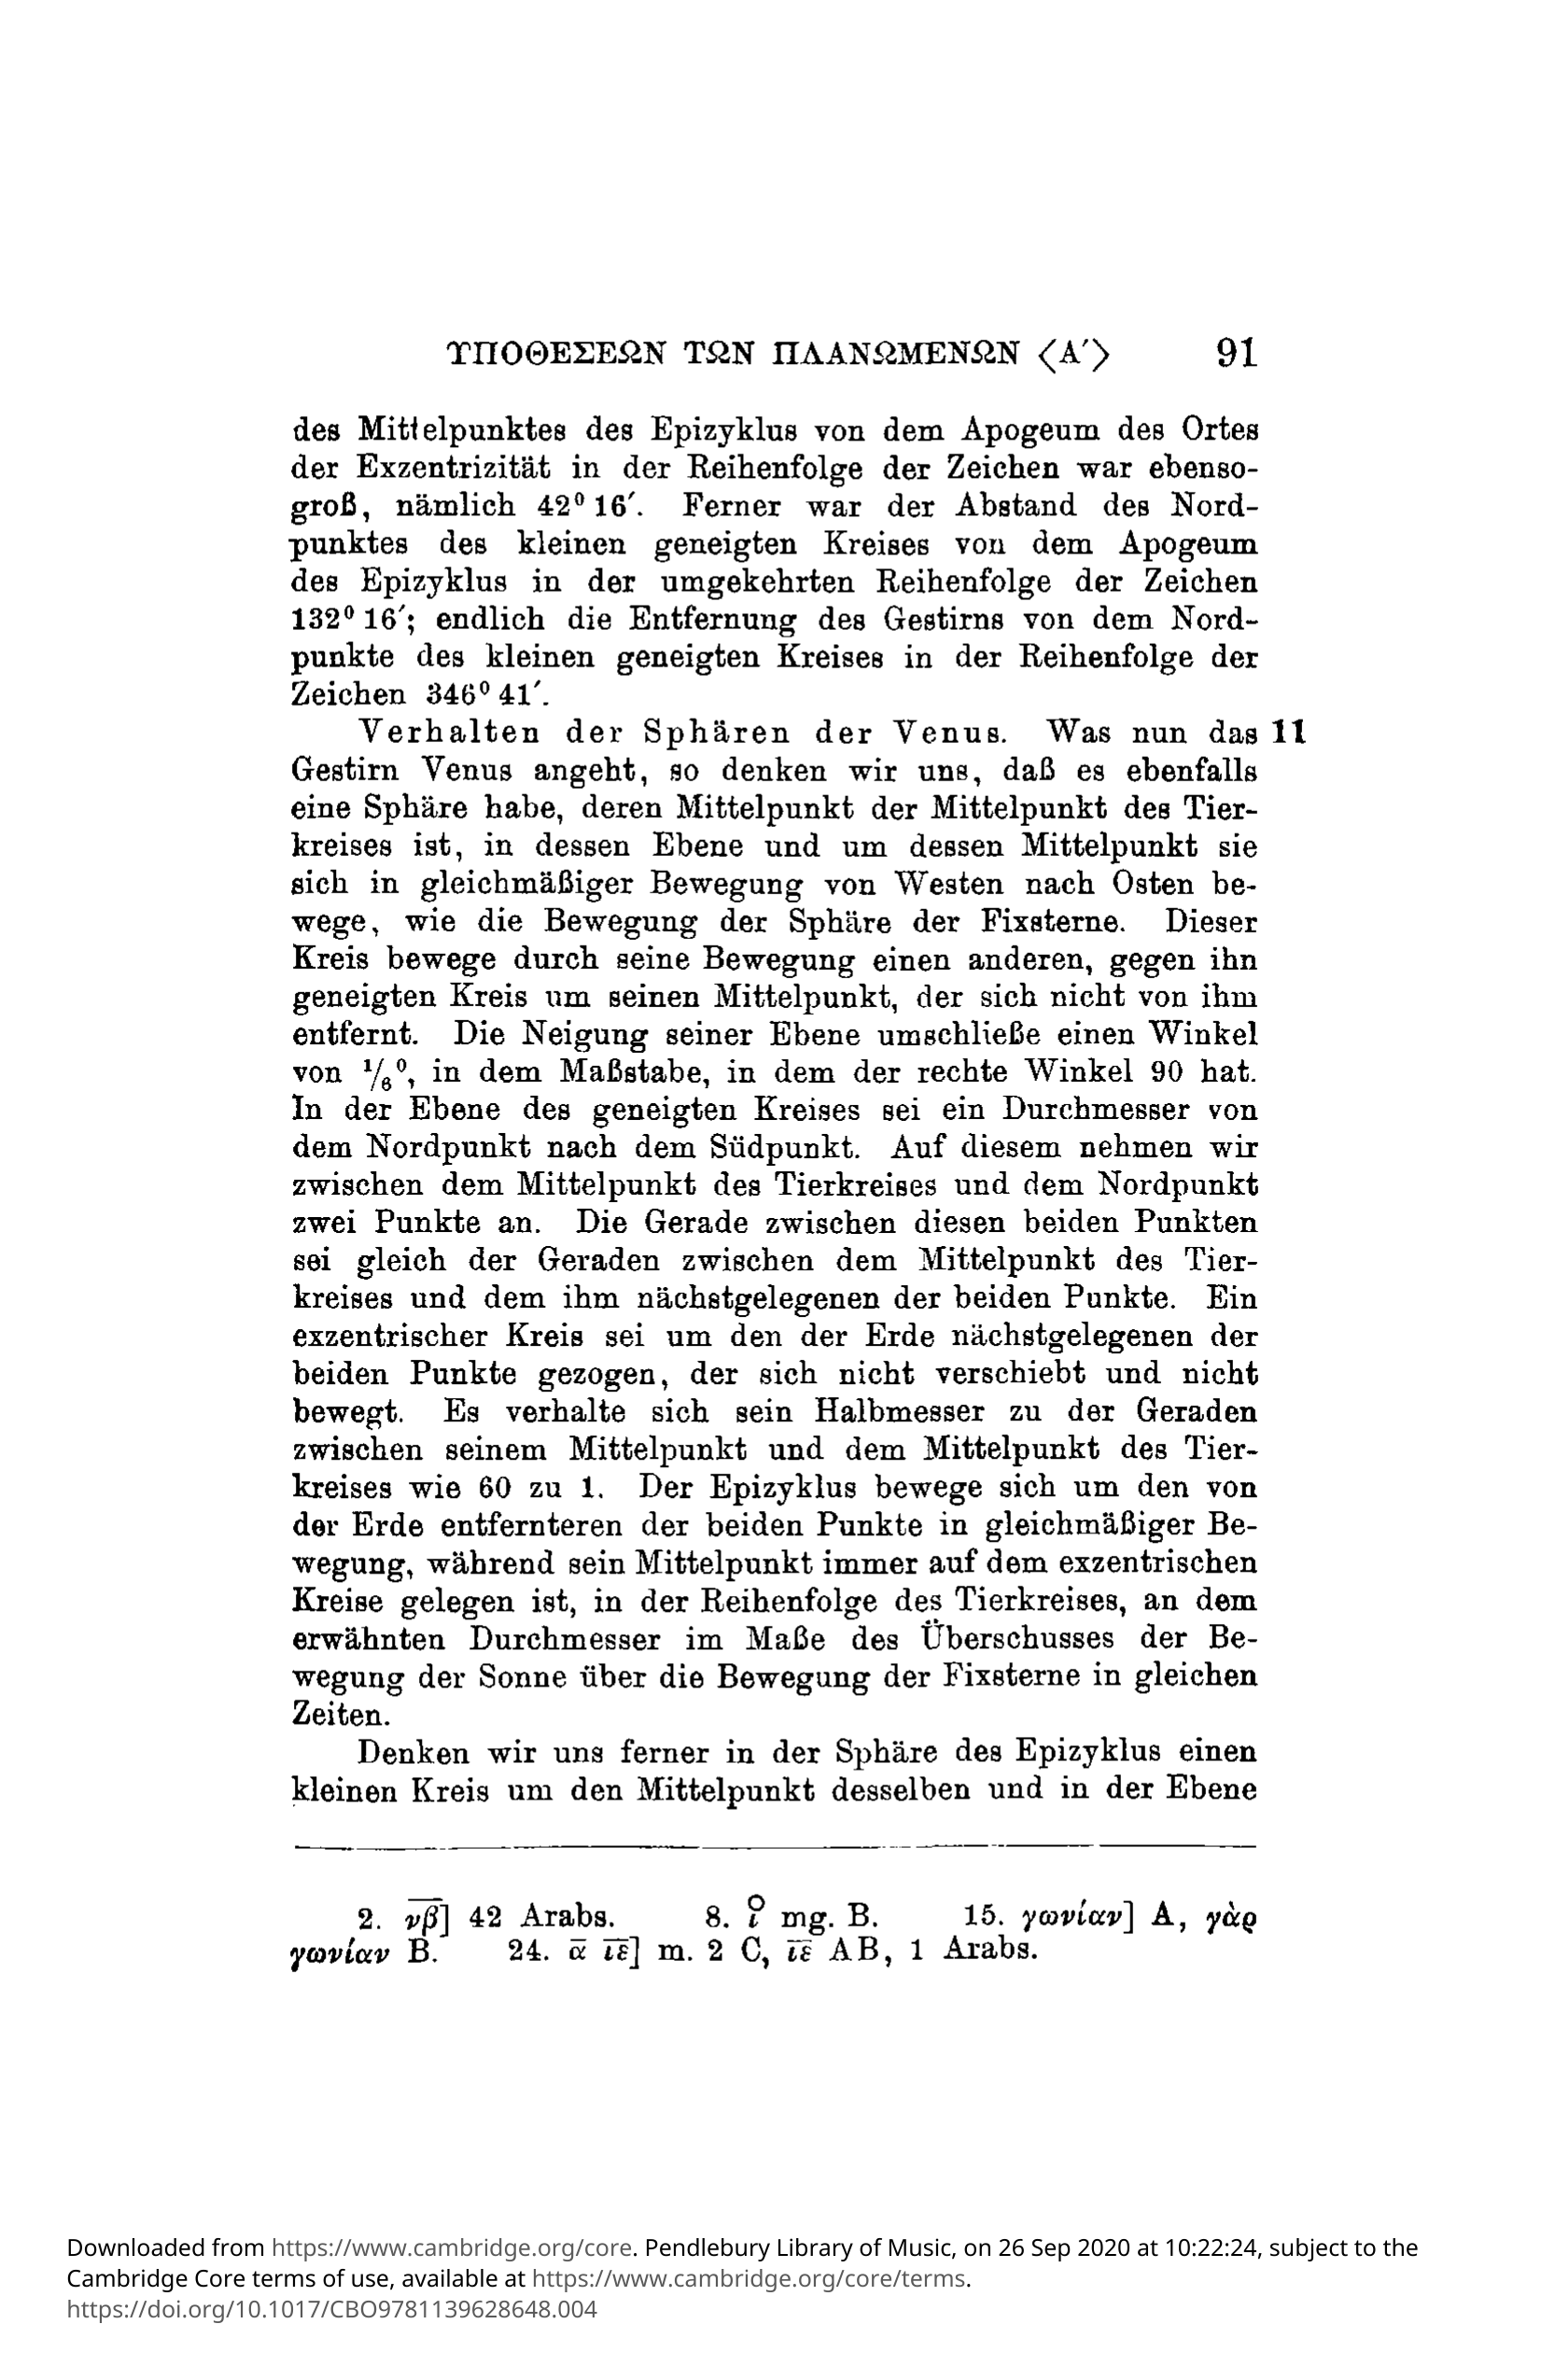 ΥΠΟΘΕΣΕΩΝ ΤΩΝ ΠΛΑΝΩΜΕΝΩΝ ⟨Α′⟩ 91
des Mittelpunktes des Epizyklus von dem Apogeum des Ortes
der Exzentrizität in der Reihenfolge der Zeichen war ebenso-
groß, nämlich 42⁰ 16′. Ferner war der Abstand des Nord-
punktes des kleinen geneigten Kreises von dem Apogeum
des Epizyklus in der umgekehrten Reihenfolge der Zeichen
132⁰ 16′; endlich die Entfernung des Gestirns von dem Nord-
punkte des kleinen geneigten Kreises in der Reihenfolge der
Zeichen 346⁰ 41′.
Verhalten der Sphären der Venus. Was nun das 11
Gestirn Venus angeht, so denken wir uns, daß es ebenfalls
eine Sphäre habe, deren Mittelpunkt der Mittelpunkt des Tier-
kreises ist, in dessen Ebene und um dessen Mittelpunkt sie
sich in gleichmäßiger Bewegung von Westen nach Osten be-
wege, wie die Bewegung der Sphäre der Fixsterne. Dieser
Kreis bewege durch seine Bewegung einen anderen, gegen ihn
geneigten Kreis um seinen Mittelpunkt, der sich nicht von ihm
entfernt. Die Neigung seiner Ebene umschließe einen Winkel
von ¹/₆⁰, in dem Maßstabe, in dem der rechte Winkel 90 hat.
In der Ebene des geneigten Kreises sei ein Durchmesser von
dem Nordpunkt nach dem Südpunkt. Auf diesem nehmen wir
zwischen dem Mittelpunkt des Tierkreises und dem Nordpunkt
zwei Punkte an. Die Gerade zwischen diesen beiden Punkten
sei gleich der Geraden zwischen dem Mittelpunkt des Tier-
kreises und dem ihm nächstgelegenen der beiden Punkte. Ein
exzentrischer Kreis sei um den der Erde nächstgelegenen der
beiden Punkte gezogen, der sich nicht verschiebt und nicht
bewegt. Es verhalte sich sein Halbmesser zu der Geraden
zwischen seinem Mittelpunkt und dem Mittelpunkt des Tier-
kreises wie 60 zu 1. Der Epizyklus bewege sich um den von
der Erde entfernteren der beiden Punkte in gleichmäßiger Be-
wegung, während sein Mittelpunkt immer auf dem exzentrischen
Kreise gelegen ist, in der Reihenfolge des Tierkreises, an dem
erwähnten Durchmesser im Maße des Überschusses der Be-
wegung der Sonne über die Bewegung der Fixsterne in gleichen
Zeiten.
Denken wir uns ferner in der Sphäre des Epizyklus einen
kleinen Kreis um den Mittelpunkt desselben und in der Ebene
2. ν̅β̅] 42 Arabs. 8. mg. B. 15. γωνίαν] A, γὰρ
γωνίαν B. 24. α̅ ι̅ε̅] m. 2 C, ι̅ε̅ AB, 1 Arabs.
Downloaded from https://www.cambridge.org/core. Pendlebury Library of Music, on 26 Sep 2020 at 10:22:24, subject to the
Cambridge Core terms of use, available at https://www.cambridge.org/core/terms.
https://doi.org/10.1017/CBO9781139628648.004